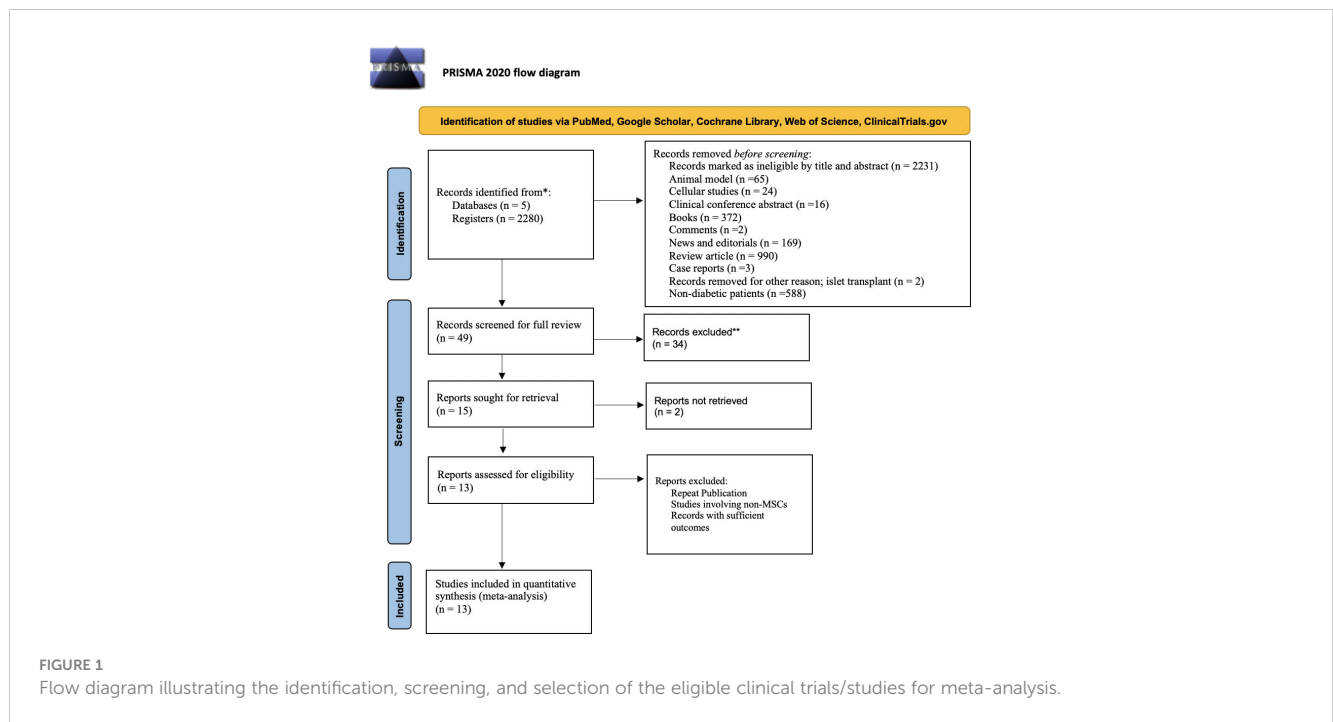 PRISMA
PRISMA 2020 flow diagram
Identification of studies via PubMed, Google Scholar, Cochrane Library, Web of Science, ClinicalTrials.gov
Identification
Records identified from*:
Databases (n = 5)
Registers (n = 2280)
Records removed before screening:
Records marked as ineligible by title and abstract (n = 2231)
Animal model (n =65)
Cellular studies (n = 24)
Clinical conference abstract (n =16)
Books (n = 372)
Comments (n =2)
News and editorials (n = 169)
Review article (n = 990)
Case reports (n =3)
Records removed for other reason; islet transplant (n = 2)
Non-diabetic patients (n =588)
Screening
Records screened for full review
(n = 49)
Records excluded**
(n = 34)
Reports sought for retrieval
(n = 15)
Reports not retrieved
(n = 2)
Reports assessed for eligibility
(n = 13)
Reports excluded:
Repeat Publication
Studies involving non-MSCs
Records with sufficient
outcomes
Included
Studies included in quantitative
synthesis (meta-analysis)
(n = 13)
FIGURE 1
Flow diagram illustrating the identification, screening, and selection of the eligible clinical trials/studies for meta-analysis.